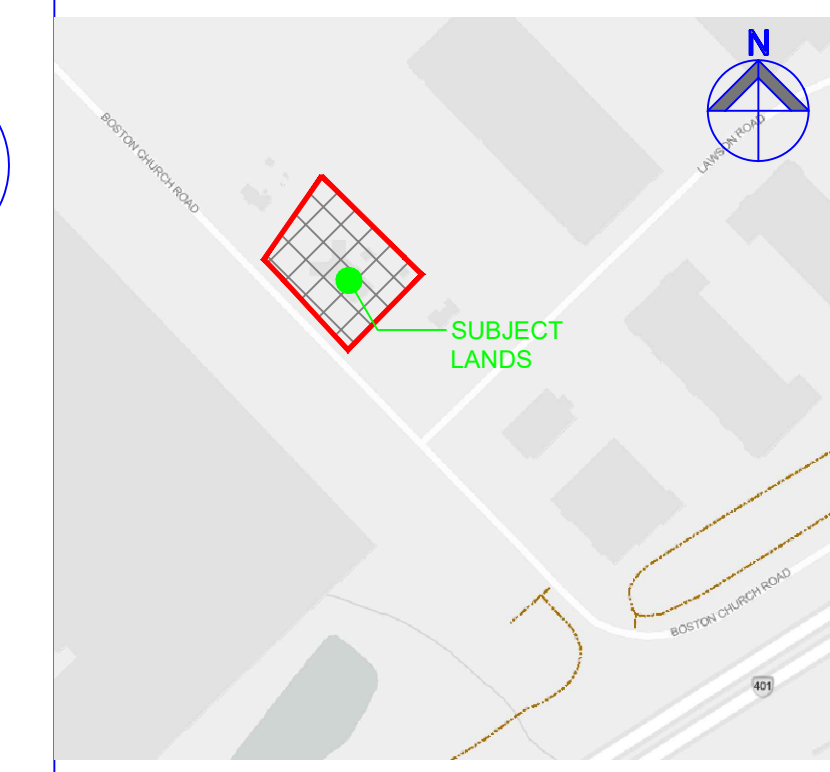 N
BOSTON CHURCH ROAD
LAWSON ROAD
SUBJECT
LANDS
BOSTON CHURCH ROAD
401